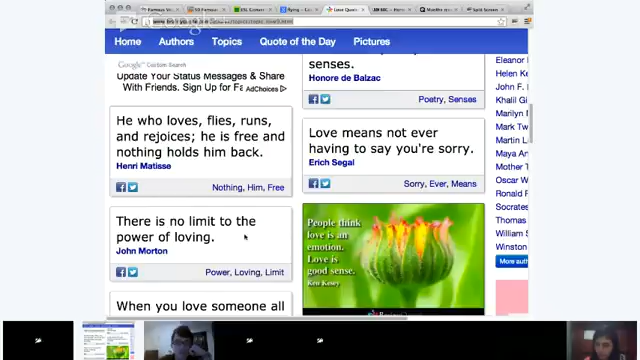 Home Authors Topics Quote of the Day Pictures
Google Custom Search
Update Your Status Messages & Share
With Friends. Sign Up for Fa AdChoices
He who loves, flies, runs,
and rejoices; he is free and
nothing holds him back.
Henri Matisse
Nothing, Him, Free
There is no limit to the
power of loving.
John Morton
Power, Loving, Limit
When you love someone all
senses.
Honore de Balzac
Poetry, Senses
Love means not ever
having to say you're sorry.
Erich Segal
Sorry, Ever, Means
People think
love is an
emotion.
Love is
good sense.
Ken Kesey
Eleanor
Helen Ke
John F.
Khalil Gi
Marilyn
Mark Tw
Martin L
Maya An
Mother
Oscar W
Ronald
Socrates
Thomas
William S
Winston
More auth